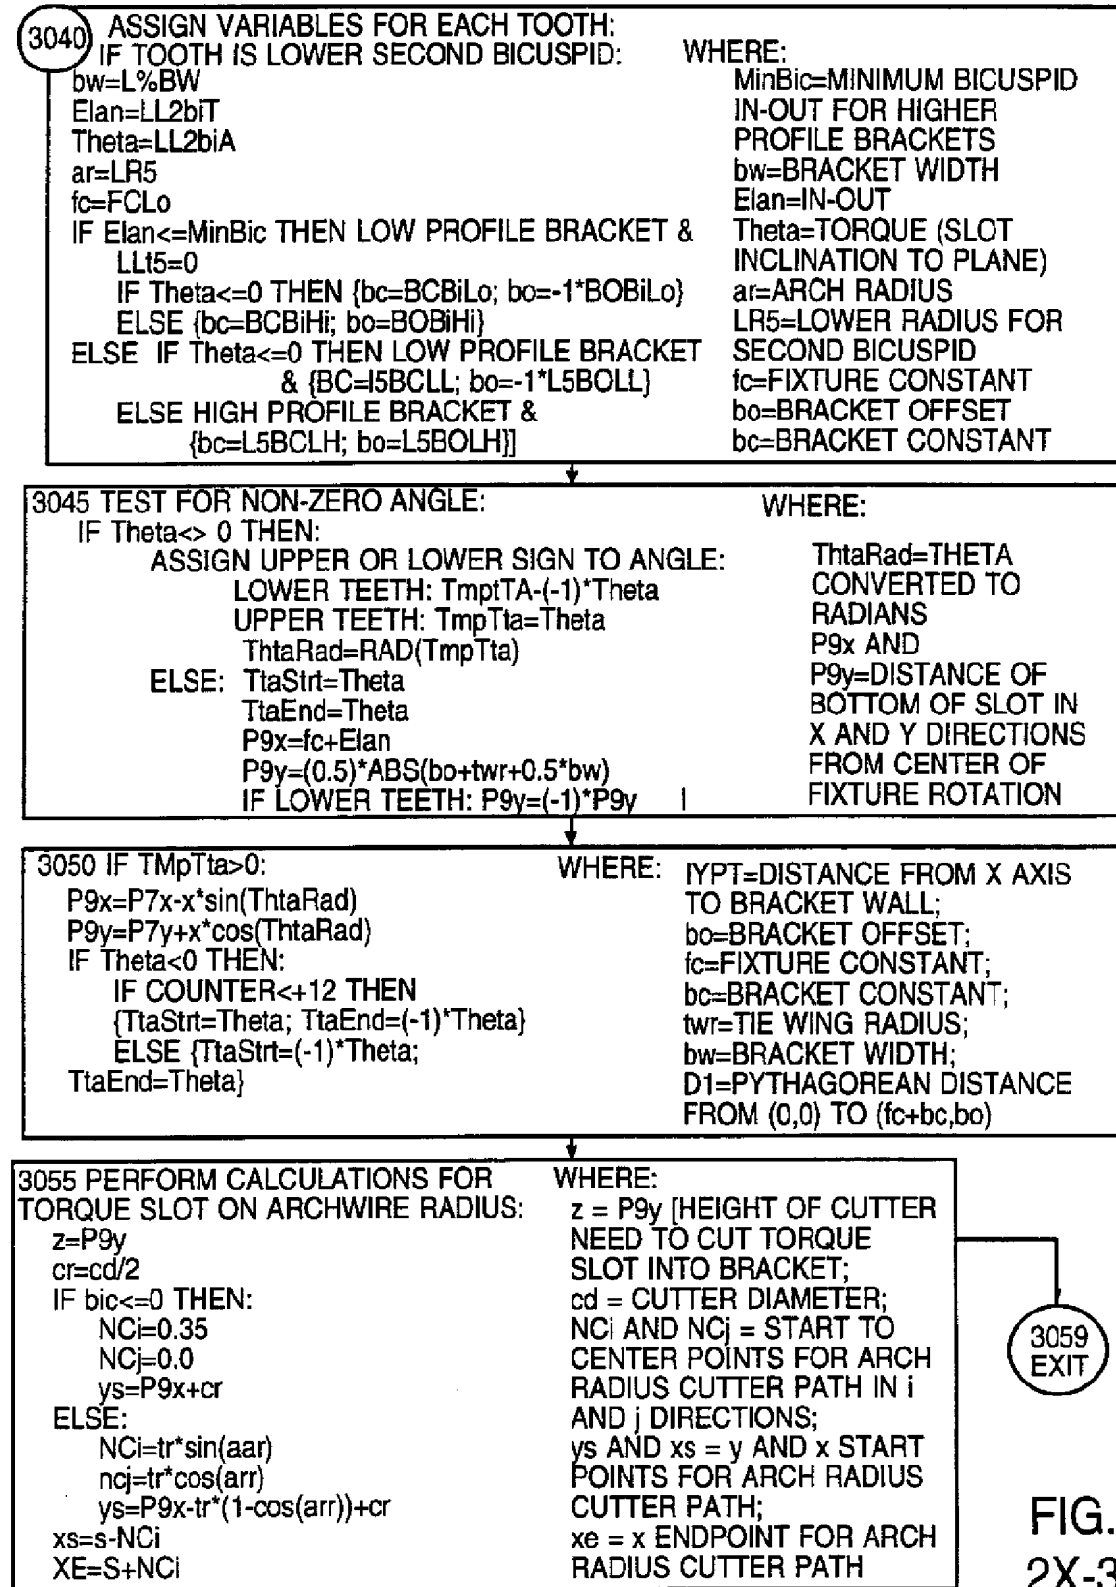 3040 ASSIGN VARIABLES FOR EACH TOOTH:
IF TOOTH IS LOWER SECOND BICUSPID:
bw=L%BW
Elan=LL2biT
Theta=LL2biA
ar=LR5
fc=FCLo
IF Elan<=MinBic THEN LOW PROFILE BRACKET &
LLt5=0
IF Theta<=0 THEN {bc=BCBiLo; bo=-1*BOBiLo}
ELSE {bc=BCBiHi; bo=BOBiHi}
ELSE IF Theta<=0 THEN LOW PROFILE BRACKET
& {BC=l5BCLL; bo=-1*L5BOLL}
ELSE HIGH PROFILE BRACKET &
{bc=L5BCLH; bo=L5BOLH}]
WHERE:
MinBic=MINIMUM BICUSPID
IN-OUT FOR HIGHER
PROFILE BRACKETS
bw=BRACKET WIDTH
Elan=IN-OUT
Theta=TORQUE (SLOT
INCLINATION TO PLANE)
ar=ARCH RADIUS
LR5=LOWER RADIUS FOR
SECOND BICUSPID
fc=FIXTURE CONSTANT
bo=BRACKET OFFSET
bc=BRACKET CONSTANT
3045 TEST FOR NON-ZERO ANGLE:
IF Theta<> 0 THEN:
ASSIGN UPPER OR LOWER SIGN TO ANGLE:
LOWER TEETH: TmptTA-(-1)*Theta
UPPER TEETH: TmpTta=Theta
ThtaRad=RAD(TmpTta)
ELSE: TtaStrt=Theta
TtaEnd=Theta
P9x=fc+Elan
P9y=(0.5)*ABS(bo+twr+0.5*bw)
IF LOWER TEETH: P9y=(-1)*P9y |
WHERE:
ThtaRad=THETA
CONVERTED TO
RADIANS
P9x AND
P9y=DISTANCE OF
BOTTOM OF SLOT IN
X AND Y DIRECTIONS
FROM CENTER OF
FIXTURE ROTATION
3050 IF TMpTta>0:
P9x=P7x-x*sin(ThtaRad)
P9y=P7y+x*cos(ThtaRad)
IF Theta<0 THEN:
IF COUNTER<+12 THEN
{TtaStrt=Theta; TtaEnd=(-1)*Theta}
ELSE {TtaStrt=(-1)*Theta;
TtaEnd=Theta}
WHERE:
IYPT=DISTANCE FROM X AXIS
TO BRACKET WALL;
bo=BRACKET OFFSET;
fc=FIXTURE CONSTANT;
bc=BRACKET CONSTANT;
twr=TIE WING RADIUS;
bw=BRACKET WIDTH;
D1=PYTHAGOREAN DISTANCE
FROM (0,0) TO (fc+bc,bo)
3055 PERFORM CALCULATIONS FOR
TORQUE SLOT ON ARCHWIRE RADIUS:
z=P9y
cr=cd/2
IF bic<=0 THEN:
NCi=0.35
NCj=0.0
ys=P9x+cr
ELSE:
NCi=tr*sin(aar)
ncj=tr*cos(arr)
ys=P9x-tr*(1-cos(arr))+cr
xs=s-NCi
XE=S+NCi
WHERE:
z = P9y [HEIGHT OF CUTTER
NEED TO CUT TORQUE
SLOT INTO BRACKET;
cd = CUTTER DIAMETER;
NCi AND NCj = START TO
CENTER POINTS FOR ARCH
RADIUS CUTTER PATH IN i
AND j DIRECTIONS;
ys AND xs = y AND x START
POINTS FOR ARCH RADIUS
CUTTER PATH;
xe = x ENDPOINT FOR ARCH
RADIUS CUTTER PATH
3059
EXIT
FIG.
2X-3